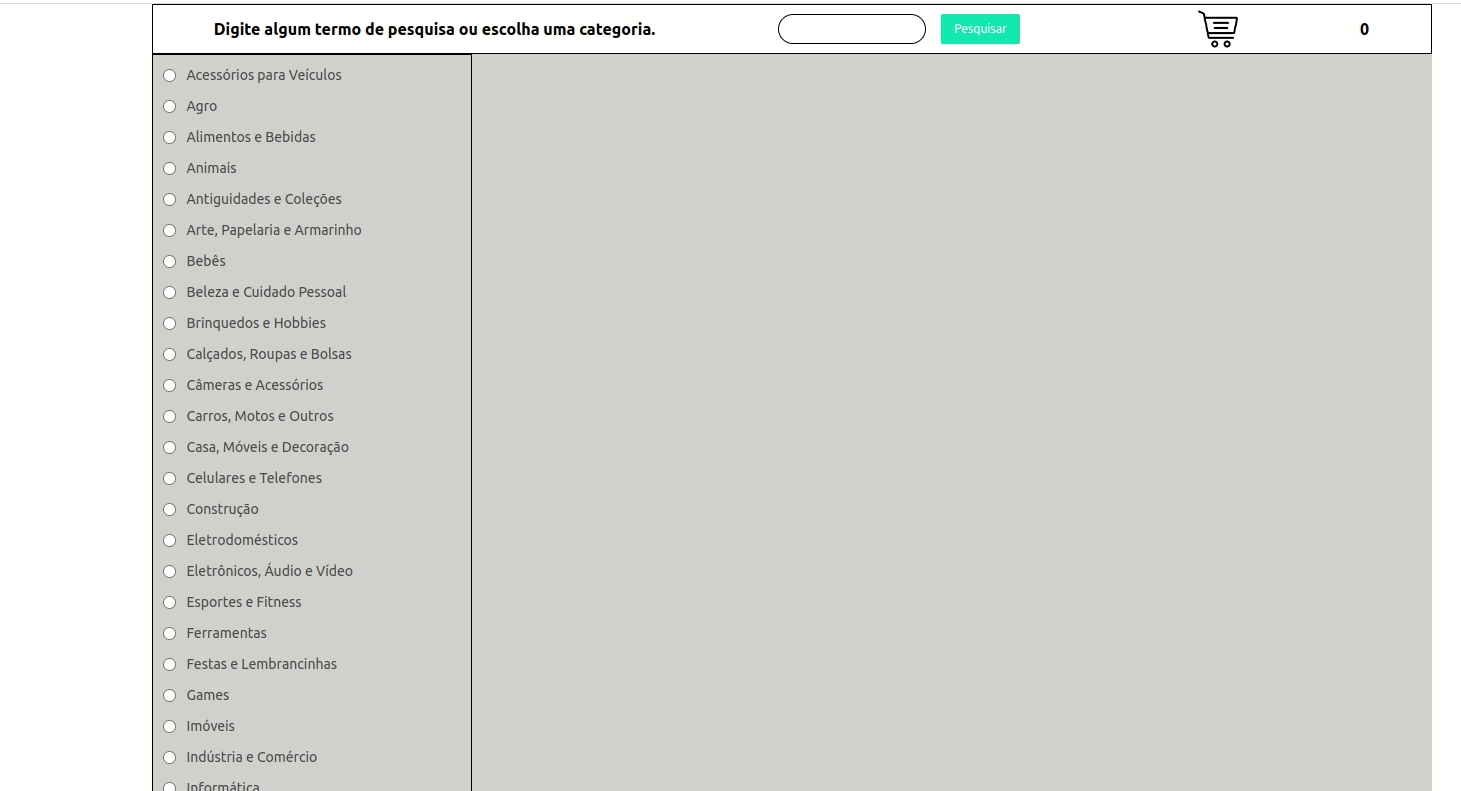 Digite algum termo de pesquisa ou escolha uma categoria. Pesquisar 0
Acessórios para Veículos
Agro
Alimentos e Bebidas
Animais
Antiguidades e Coleções
Arte, Papelaria e Armarinho
Bebês
Beleza e Cuidado Pessoal
Brinquedos e Hobbies
Calçados, Roupas e Bolsas
Câmeras e Acessórios
Carros, Motos e Outros
Casa, Móveis e Decoração
Celulares e Telefones
Construção
Eletrodomésticos
Eletrônicos, Áudio e Vídeo
Esportes e Fitness
Ferramentas
Festas e Lembrancinhas
Games
Imóveis
Indústria e Comércio
Informática